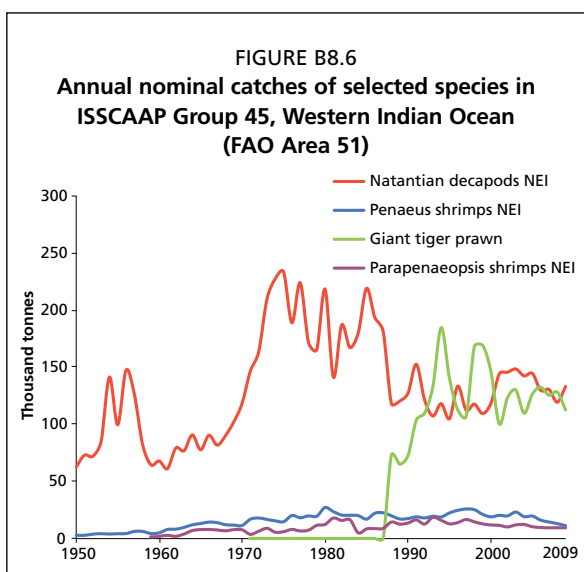 FIGURE B8.6
Annual nominal catches of selected species in
ISSCAAP Group 45, Western Indian Ocean
(FAO Area 51)
Natantian decapods NEI
Penaeus shrimps NEI
Giant tiger prawn
Parapenaeopsis shrimps NEI
Thousand tonnes
300
250
200
150
100
50
0
1950 1960 1970 1980 1990 2000 2009